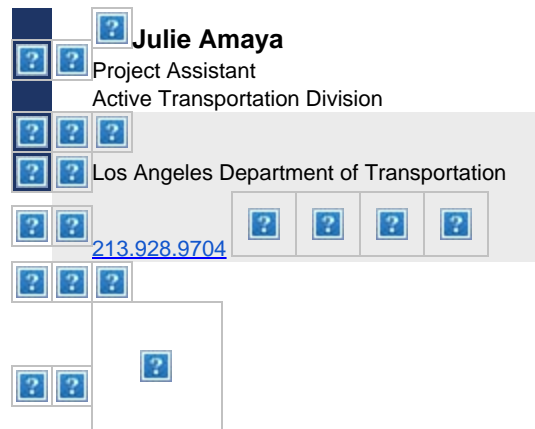 Julie Amaya
Project Assistant
Active Transportation Division
Los Angeles Department of Transportation
213.928.9704